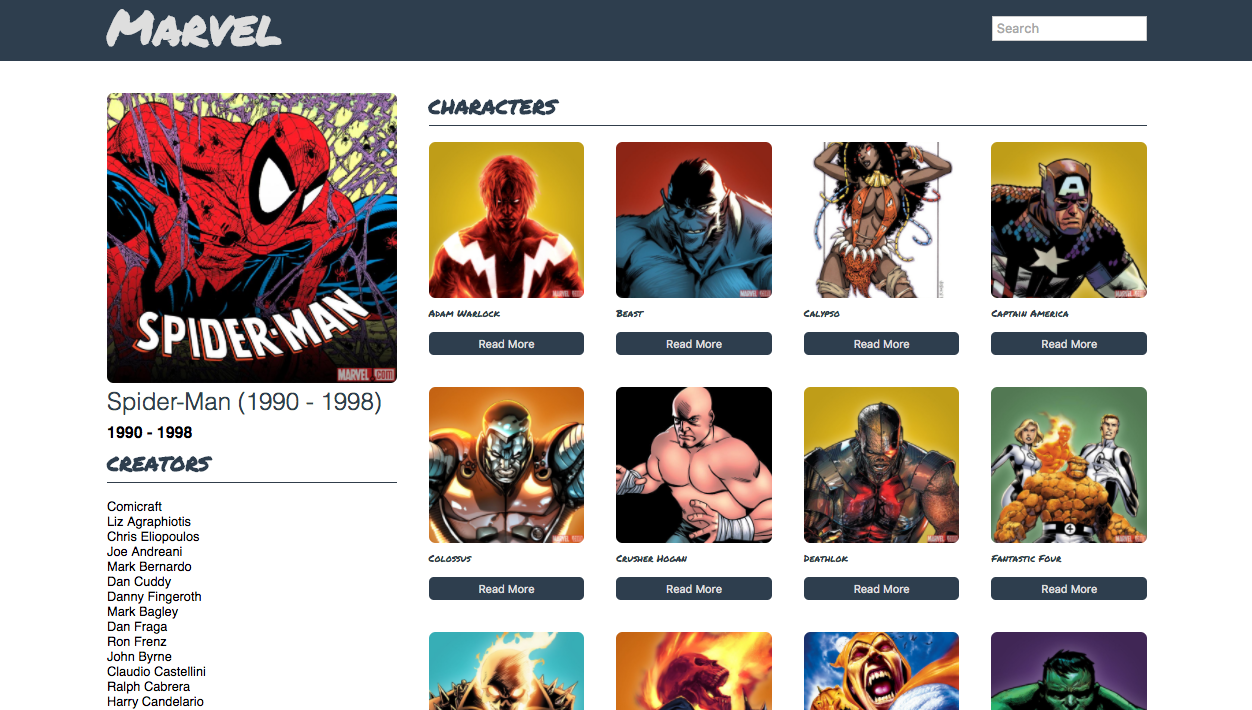 Marvel
Search
SPIDER-MAN
MARVEL.COM
Spider-Man (1990 - 1998)
1990 - 1998
CREATORS
Comicraft
Liz Agraphiotis
Chris Eliopoulos
Joe Andreani
Mark Bernardo
Dan Cuddy
Danny Fingeroth
Mark Bagley
Dan Fraga
Ron Frenz
John Byrne
Claudio Castellini
Ralph Cabrera
Harry Candelario
CHARACTERS
Adam Warlock
Beast
Calypso
Captain America
Read More
Read More
Read More
Read More
Colossus
Crusher Hogan
Deathlok
Fantastic Four
Read More
Read More
Read More
Read More